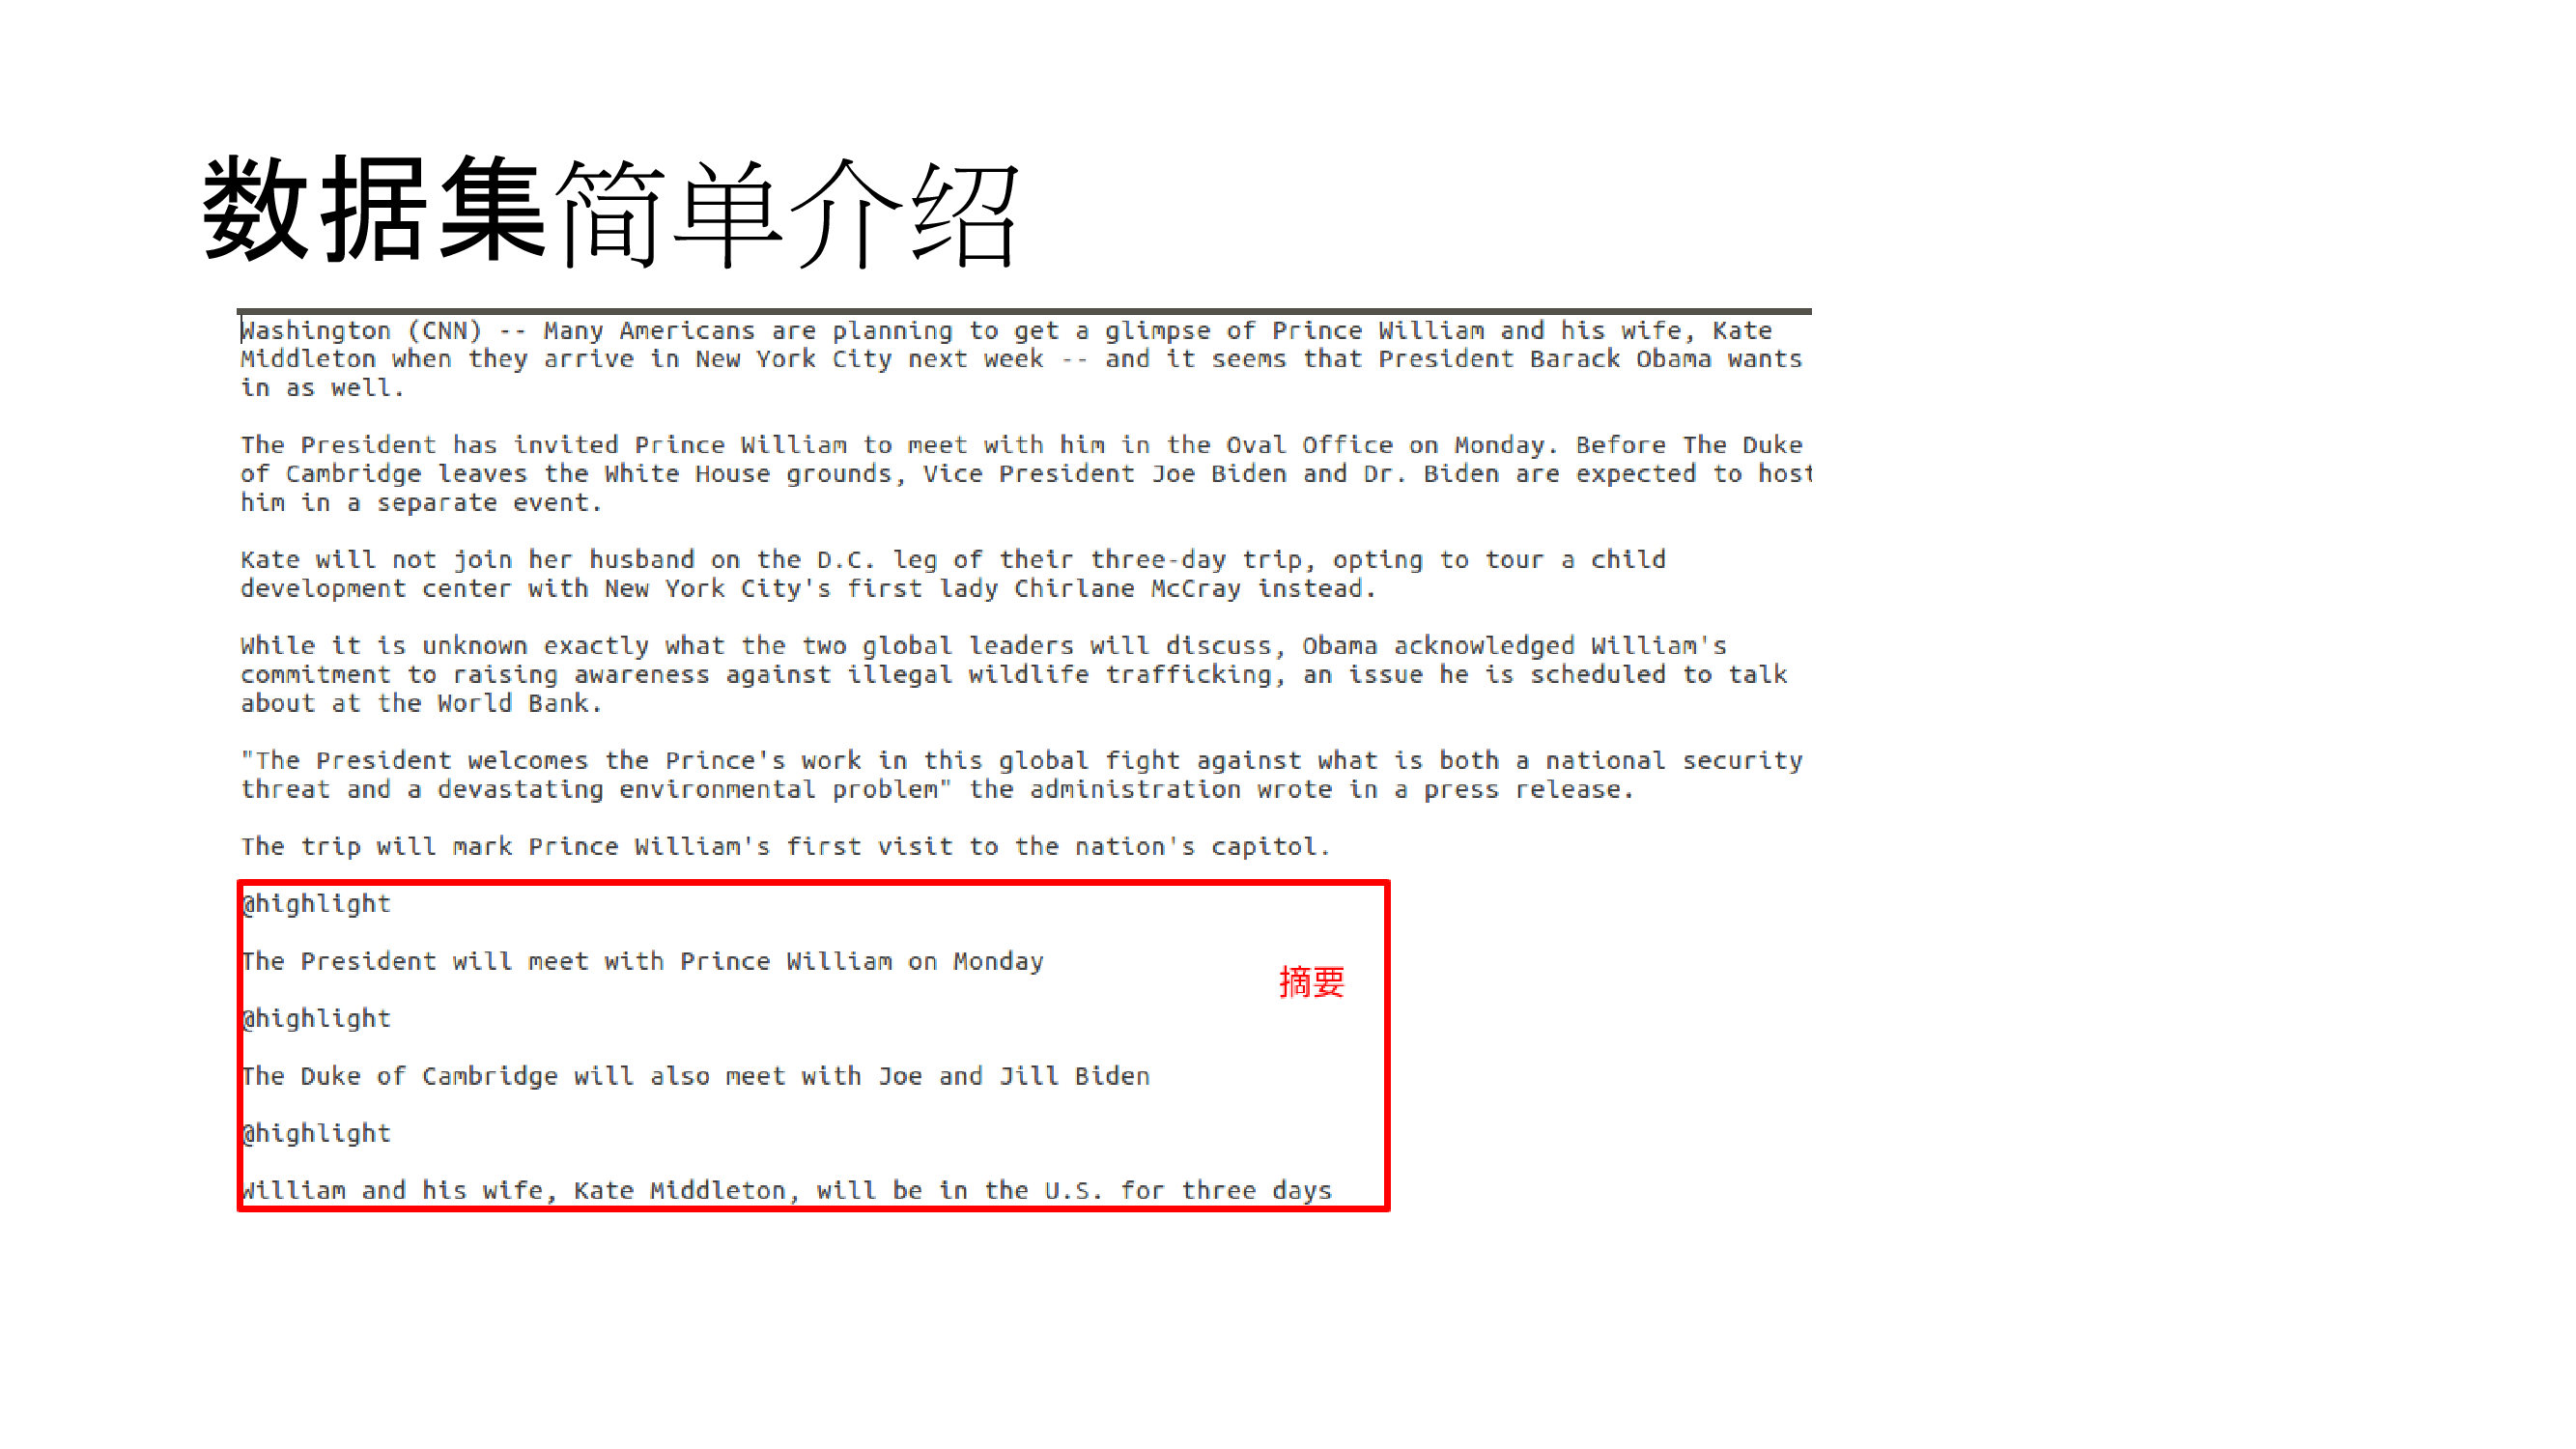 数据集简单介绍
Washington (CNN) -- Many Americans are planning to get a glimpse of Prince William and his wife, Kate
Middleton when they arrive in New York City next week -- and it seems that President Barack Obama wants
in as well.
The President has invited Prince William to meet with him in the Oval Office on Monday. Before The Duke
of Cambridge leaves the White House grounds, Vice President Joe Biden and Dr. Biden are expected to host
him in a separate event.
Kate will not join her husband on the D.C. leg of their three-day trip, opting to tour a child
development center with New York City's first lady Chirlane McCray instead.
While it is unknown exactly what the two global leaders will discuss, Obama acknowledged William's
commitment to raising awareness against illegal wildlife trafficking, an issue he is scheduled to talk
about at the World Bank.
"The President welcomes the Prince's work in this global fight against what is both a national security
threat and a devastating environmental problem" the administration wrote in a press release.
The trip will mark Prince William's first visit to the nation's capitol.
@highlight
The President will meet with Prince William on Monday
摘要
@highlight
The Duke of Cambridge will also meet with Joe and Jill Biden
@highlight
William and his wife, Kate Middleton, will be in the U.S. for three days